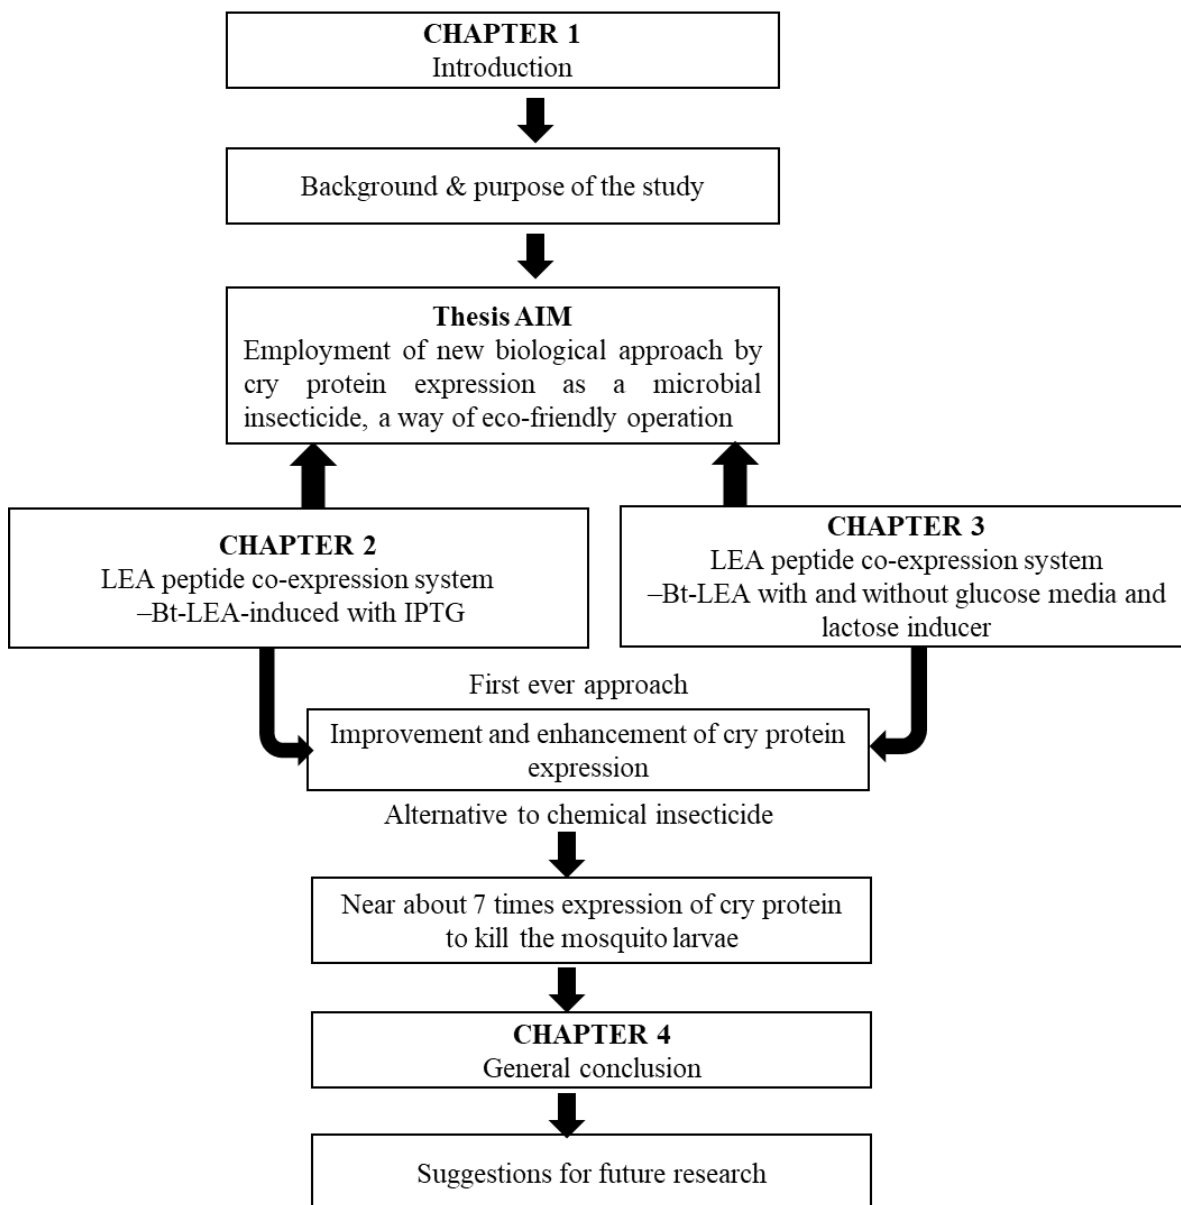 CHAPTER 1
Introduction
Background & purpose of the study
Thesis AIM
Employment of new biological approach by
cry protein expression as a microbial
insecticide, a way of eco-friendly operation
CHAPTER 2
LEA peptide co-expression system
–Bt-LEA-induced with IPTG
CHAPTER 3
LEA peptide co-expression system
–Bt-LEA with and without glucose media and
lactose inducer
First ever approach
Improvement and enhancement of cry protein
expression
Alternative to chemical insecticide
Near about 7 times expression of cry protein
to kill the mosquito larvae
CHAPTER 4
General conclusion
Suggestions for future research